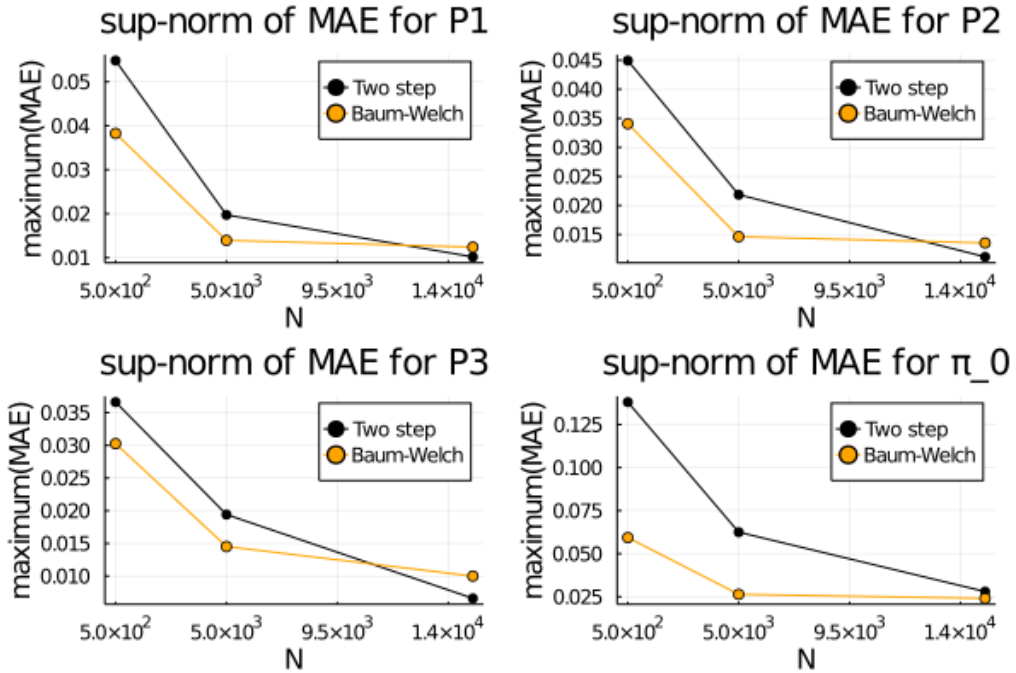 sup-norm of MAE for P1
maximum(MAE)
0.05
0.04
0.03
0.02
0.01
Two step
Baum-Welch
5.0×10² 5.0×10³ 9.5×10³ 1.4×10⁴
N
sup-norm of MAE for P2
maximum(MAE)
0.045
0.040
0.035
0.030
0.025
0.020
0.015
Two step
Baum-Welch
5.0×10² 5.0×10³ 9.5×10³ 1.4×10⁴
N
sup-norm of MAE for P3
maximum(MAE)
0.035
0.030
0.025
0.020
0.015
0.010
Two step
Baum-Welch
5.0×10² 5.0×10³ 9.5×10³ 1.4×10⁴
N
sup-norm of MAE for π_0
maximum(MAE)
0.125
0.100
0.075
0.050
0.025
Two step
Baum-Welch
5.0×10² 5.0×10³ 9.5×10³ 1.4×10⁴
N